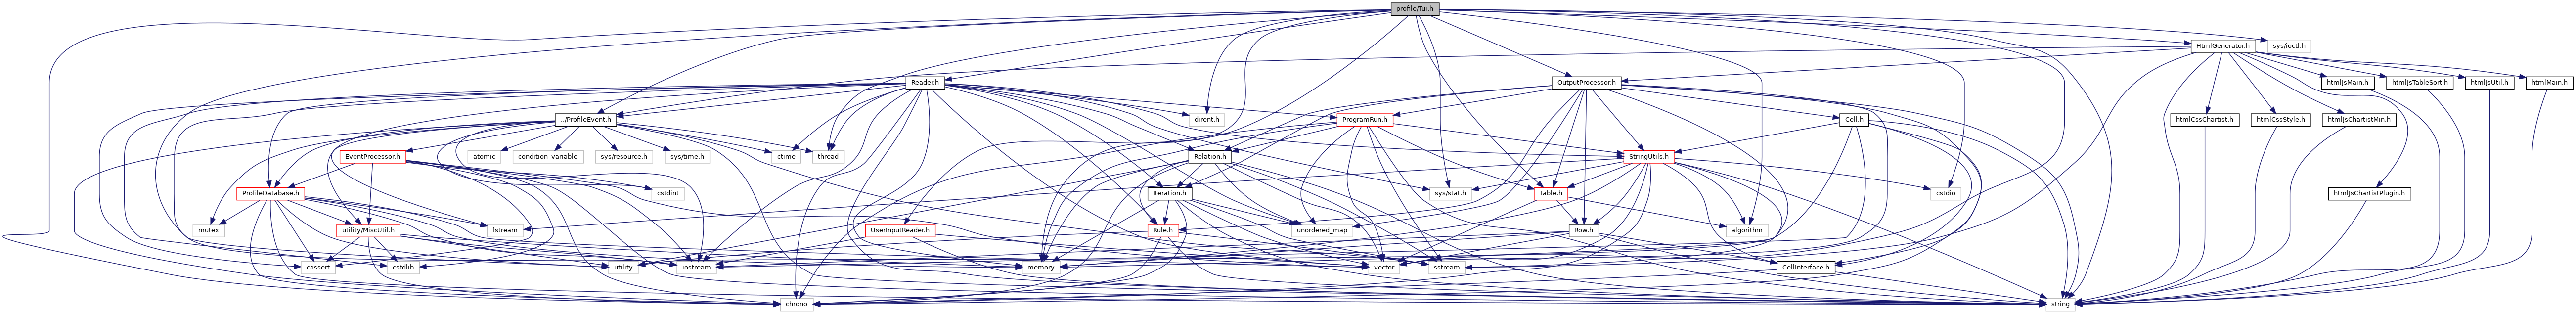 profile/Tui.h
HtmlGenerator.h
sys/ioctl.h
Reader.h
OutputProcessor.h
htmlJsMain.h
htmlJsTableSort.h
htmlJsUtil.h
htmlMain.h
../ProfileEvent.h
dirent.h
ProgramRun.h
Cell.h
htmlCssChartist.h
htmlCssStyle.h
htmlJsChartistMin.h
EventProcessor.h
atomic
condition_variable
sys/resource.h
sys/time.h
ctime
thread
Relation.h
StringUtils.h
ProfileDatabase.h
cstdint
Iteration.h
sys/stat.h
Table.h
cstdio
htmlJsChartistPlugin.h
mutex
utility/MiscUtil.h
fstream
UserInputReader.h
Rule.h
unordered_map
Row.h
algorithm
cassert
cstdlib
utility
iostream
memory
vector
sstream
CellInterface.h
chrono
string